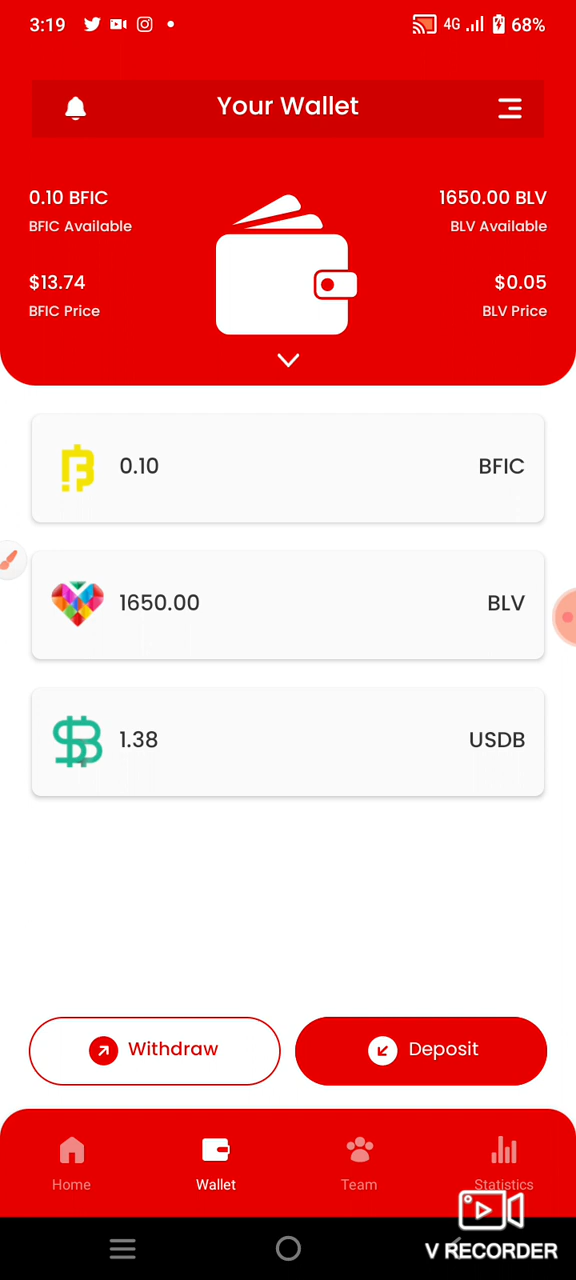 3:19
4G
68%
Your Wallet
0.10 BFIC
1650.00 BLV
BFIC Available
BLV Available
$13.74
$0.05
BFIC Price
BLV Price
0.10
BFIC
1650.00
BLV
1.38
USDB
Withdraw
Deposit
Home
Wallet
Team
Statistics
V RECORDER